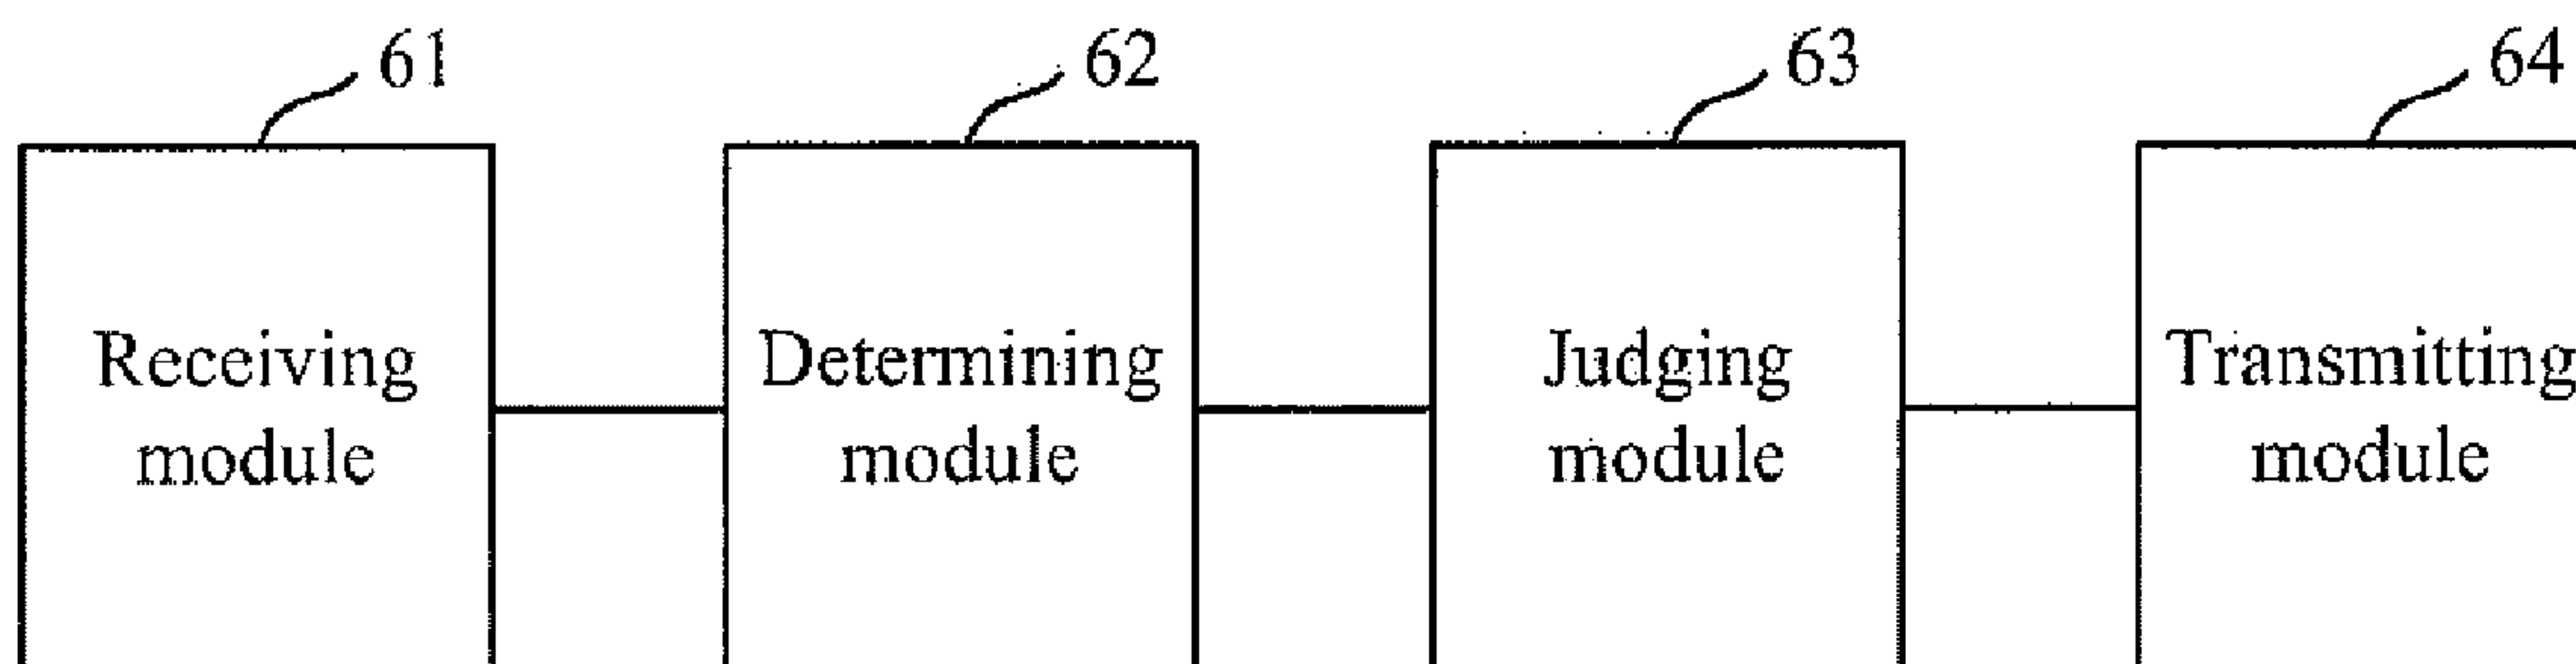 61
62
63
64
Receiving
module
Determining
module
Judging
module
Transmitting
module